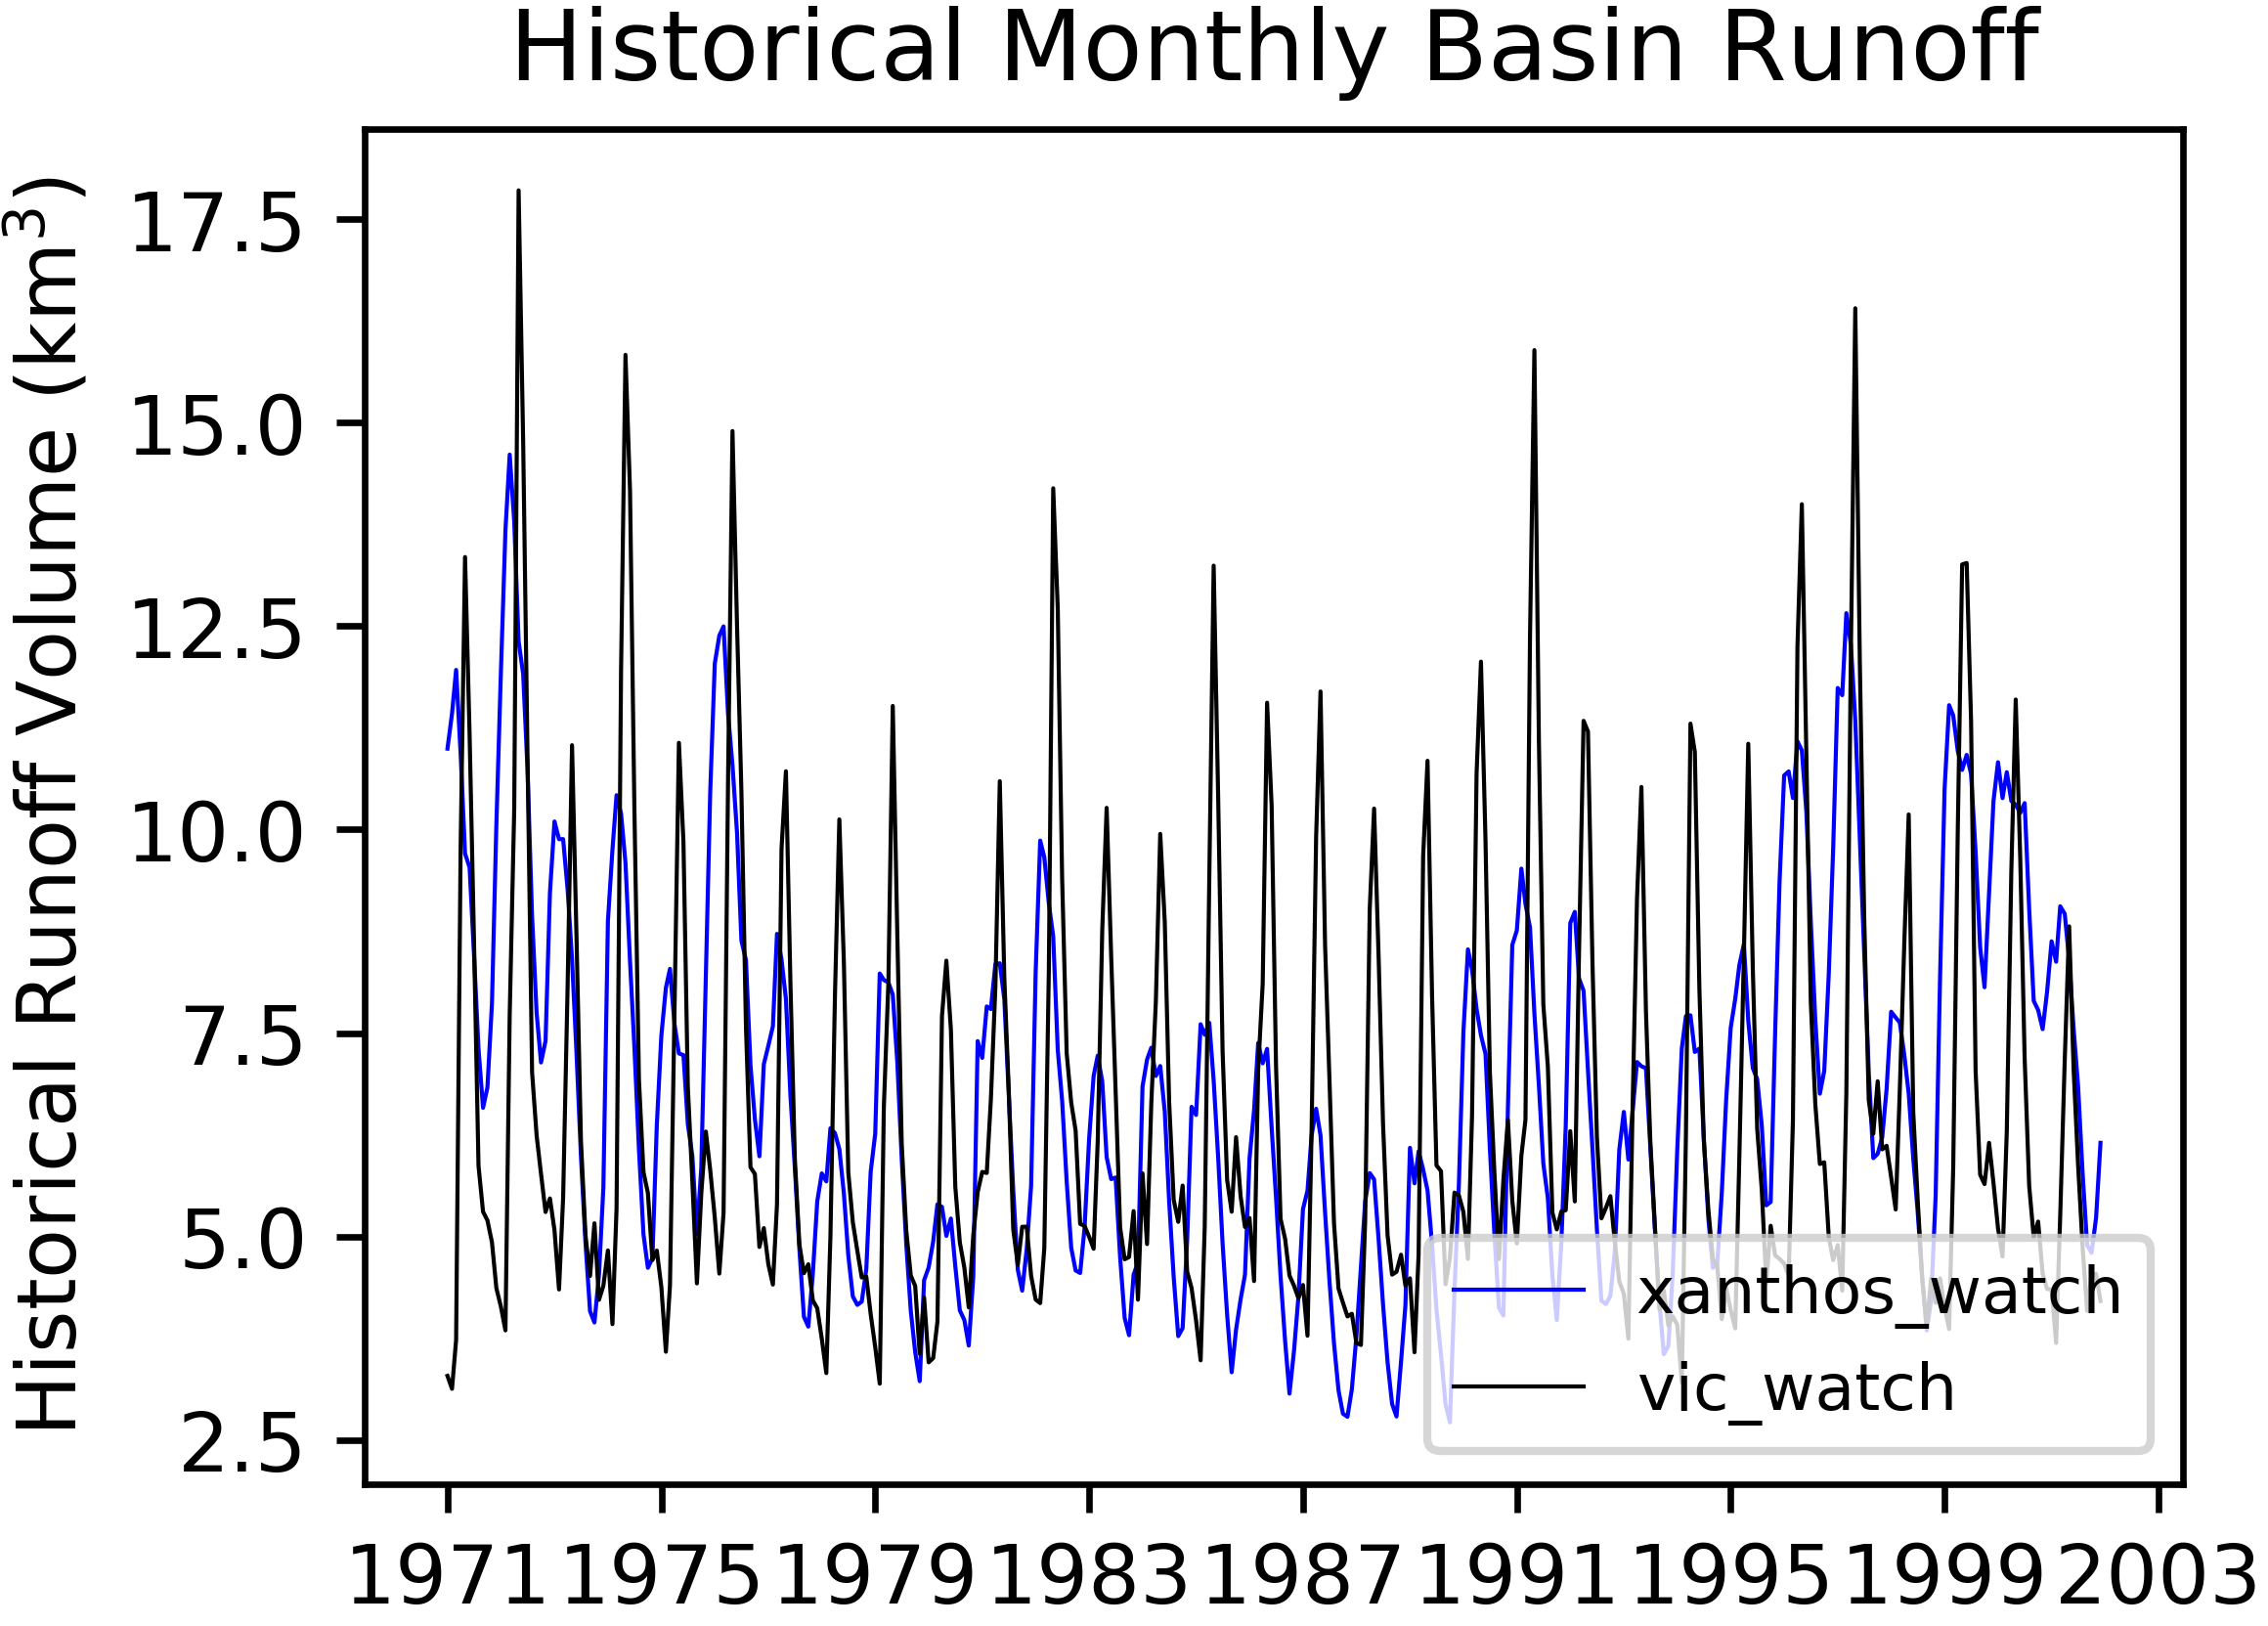 Historical Monthly Basin Runoff
Historical Runoff Volume (km³)
17.5
15.0
12.5
10.0
7.5
5.0
2.5
1971 1975 1979 1983 1987 1991 1995 1999 2003
xanthos_watch
vic_watch